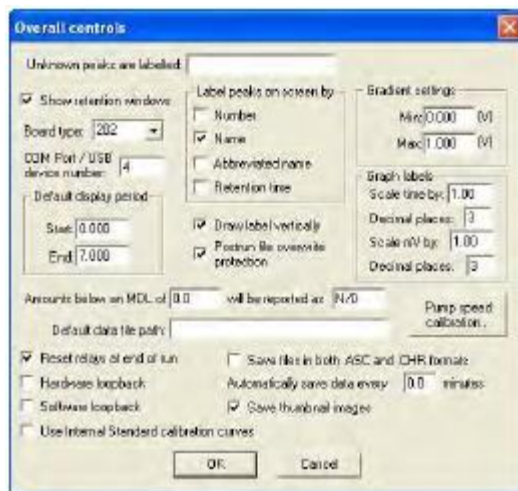 Overall controls
Unknown peaks are labelled:
Show retention windows
Board type: 202
COM Port / USB device number: 4
Default display period
Start: 0.000
End: 7.000
Label peaks on screen by
Number
Name
Abbreviated name
Retention time
Draw label vertically
Postrun file overwrite protection
Gradient settings
Min: 0.000 (V)
Max: 1.000 (V)
Graph labels
Scale time by: 1.00
Decimal places: 3
Scale mV by: 1.00
Decimal places: 3
Amounts below an MDL of 0.0 will be reported as N/D
Pump speed calibration..
Default data file path:
Reset relays at end of run
Hardware loopback
Software loopback
Use Internal Standard calibration curves
Save files in both ASC and CHR formats
Automatically save data every 0.0 minutes
Save thumbnail images
OK
Cancel